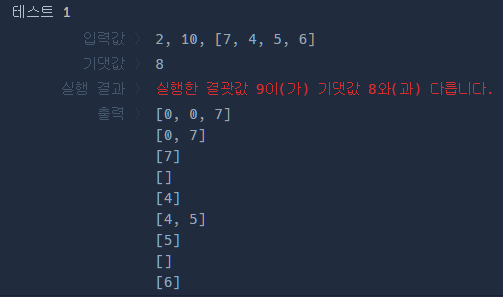 테스트 1
입력값 > 2, 10, [7, 4, 5, 6]
기댓값 > 8
실행 결과 > 실행한 결괏값 9이(가) 기댓값 8와(과) 다릅니다.
출력 > [0, 0, 7]
[0, 7]
[7]
[]
[4]
[4, 5]
[5]
[]
[6]